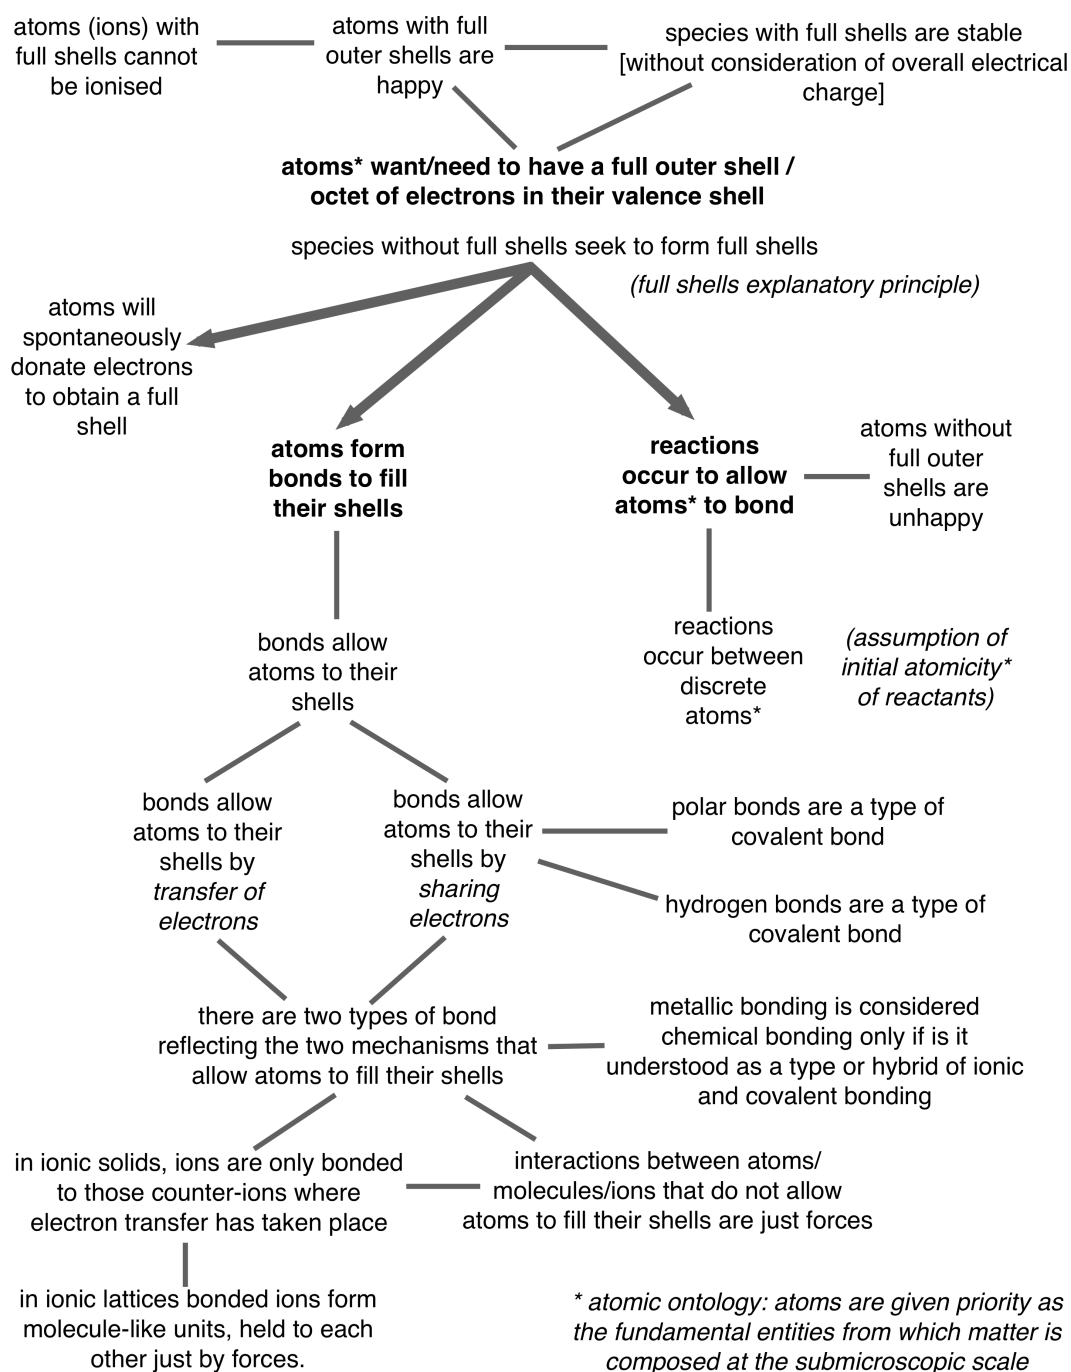 atoms (ions) with
full shells cannot
be ionised
atoms with full
outer shells are
happy
species with full shells are stable
[without consideration of overall electrical
charge]
atoms* want/need to have a full outer shell /
octet of electrons in their valence shell
species without full shells seek to form full shells
(full shells explanatory principle)
atoms will
spontaneously
donate electrons
to obtain a full
shell
atoms form
bonds to fill
their shells
reactions
occur to allow
atoms* to bond
atoms without
full outer
shells are
unhappy
bonds allow
atoms to their
shells
reactions
occur between
discrete
atoms*
(assumption of
initial atomicity*
of reactants)
bonds allow
atoms to their
shells by
transfer of
electrons
bonds allow
atoms to their
shells by
sharing
electrons
polar bonds are a type of
covalent bond
hydrogen bonds are a type of
covalent bond
there are two types of bond
reflecting the two mechanisms that
allow atoms to fill their shells
metallic bonding is considered
chemical bonding only if is it
understood as a type or hybrid of ionic
and covalent bonding
in ionic solids, ions are only bonded
to those counter-ions where
electron transfer has taken place
interactions between atoms/
molecules/ions that do not allow
atoms to fill their shells are just forces
in ionic lattices bonded ions form
molecule-like units, held to each
other just by forces.
* atomic ontology: atoms are given priority as
the fundamental entities from which matter is
composed at the submicroscopic scale